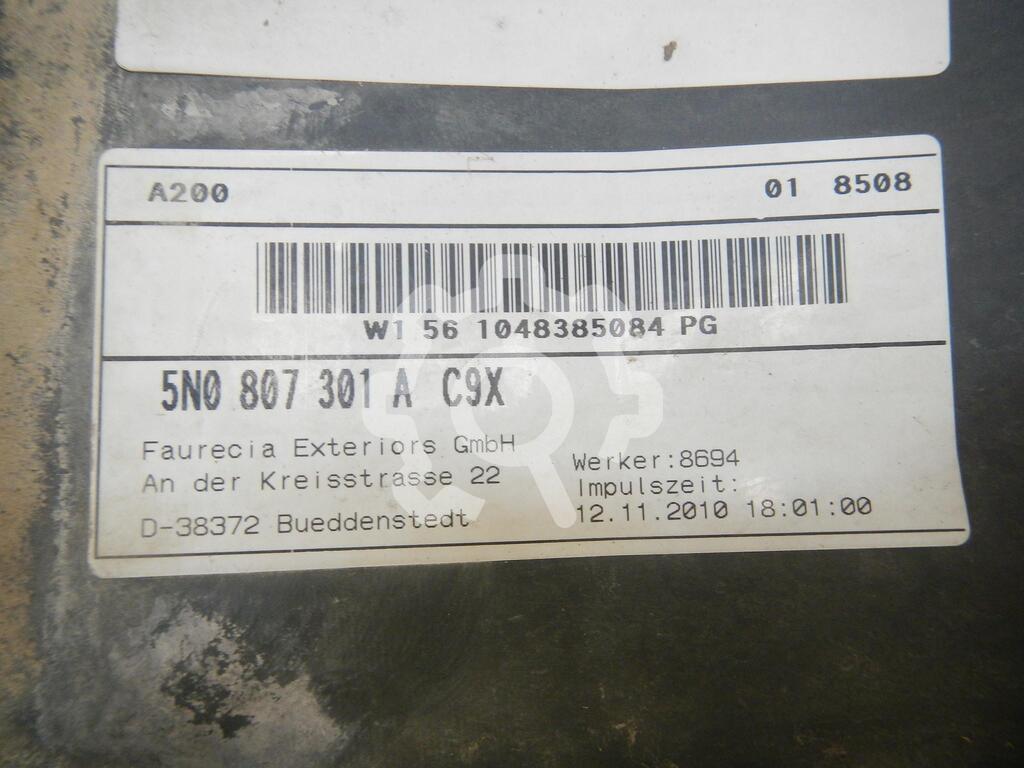 A200 01 8508
W1 56 1048385084 PG
5N0 807 301 A C9X
Faurecia Exteriors GmbH
An der Kreisstrasse 22
D-38372 Bueddenstedt
Werker:8694
Impulszeit:
12.11.2010 18:01:00